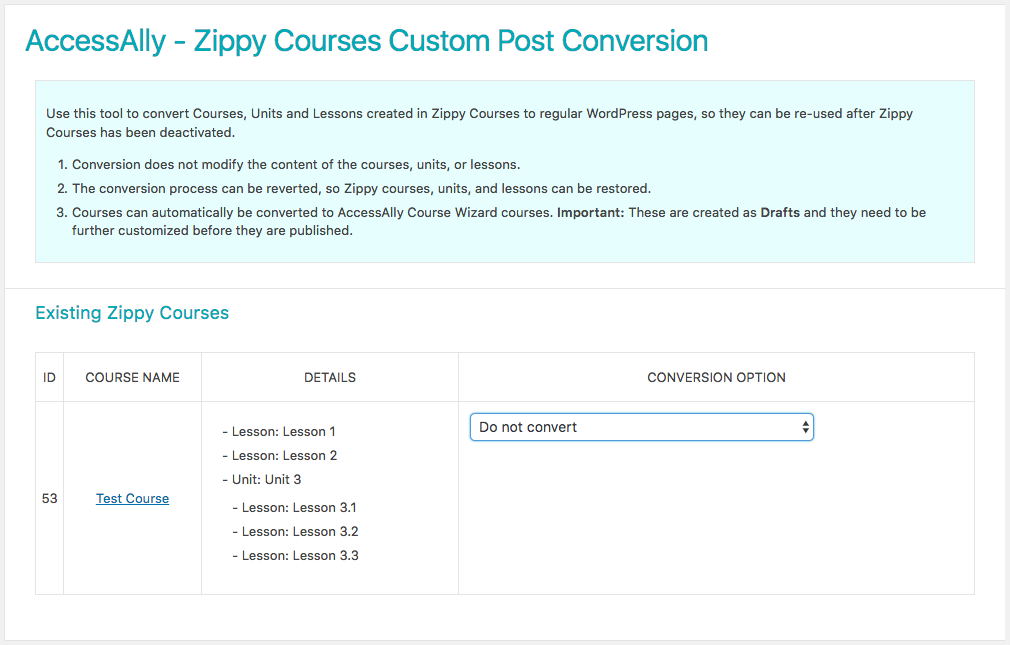 AccessAlly - Zippy Courses Custom Post Conversion
Use this tool to convert Courses, Units and Lessons created in Zippy Courses to regular WordPress pages, so they can be re-used after Zippy
Courses has been deactivated.
1. Conversion does not modify the content of the courses, units, or lessons.
2. The conversion process can be reverted, so Zippy courses, units, and lessons can be restored.
3. Courses can automatically be converted to AccessAlly Course Wizard courses. Important: These are created as Drafts and they need to be
further customized before they are published.
Existing Zippy Courses
ID COURSE NAME DETAILS CONVERSION OPTION
53 Test Course
- Lesson: Lesson 1
- Lesson: Lesson 2
- Unit: Unit 3
- Lesson: Lesson 3.1
- Lesson: Lesson 3.2
- Lesson: Lesson 3.3
Do not convert